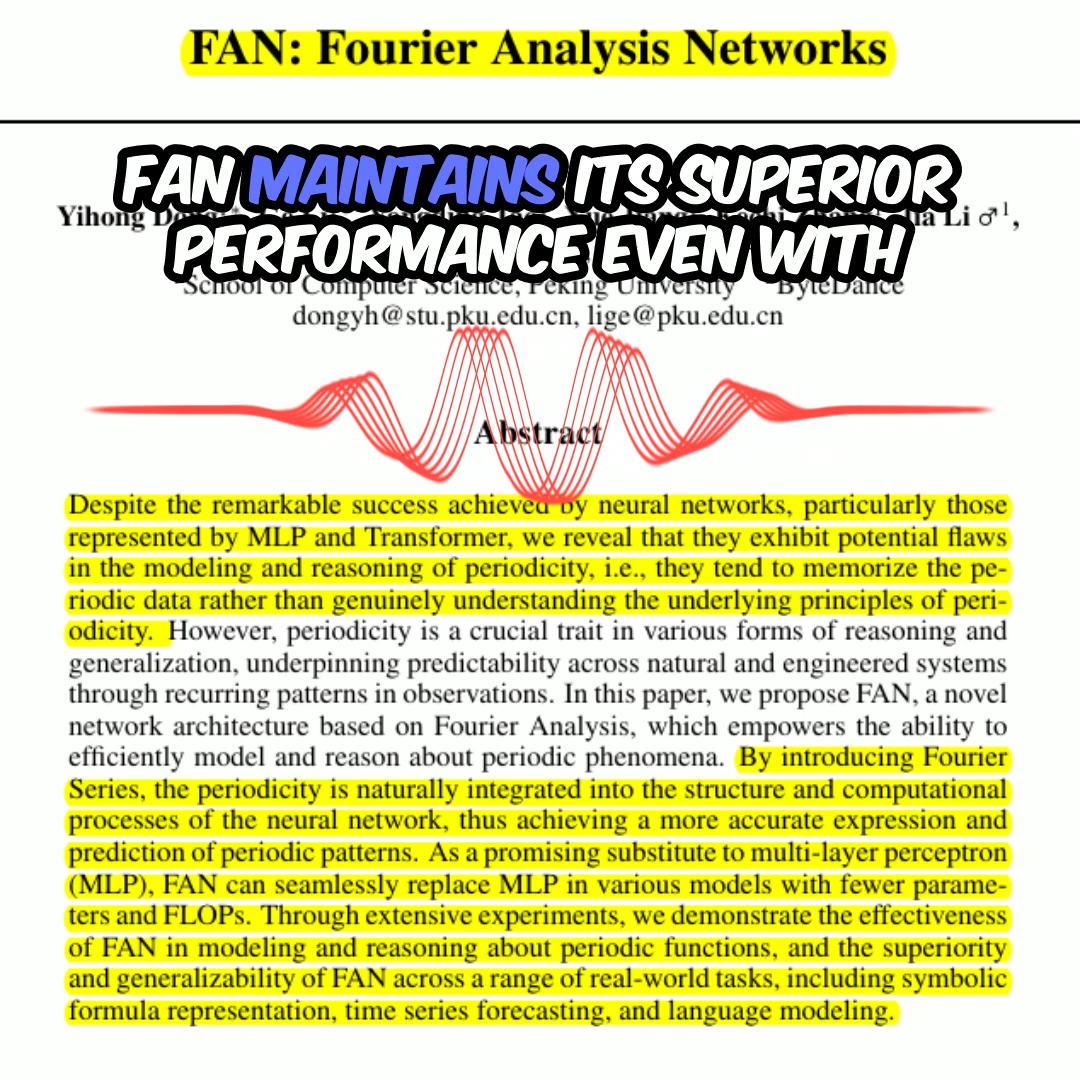 FAN: Fourier Analysis Networks
FAN MAINTAINS ITS SUPERIOR
Yihong Jia Li ♂¹,
PERFORMANCE EVEN WITH
School of Computer Science, Peking University ByteDance
dongyh@stu.pku.edu.cn, lige@pku.edu.cn
Abstract
Despite the remarkable success achieved by neural networks, particularly those
represented by MLP and Transformer, we reveal that they exhibit potential flaws
in the modeling and reasoning of periodicity, i.e., they tend to memorize the pe-
riodic data rather than genuinely understanding the underlying principles of peri-
odicity. However, periodicity is a crucial trait in various forms of reasoning and
generalization, underpinning predictability across natural and engineered systems
through recurring patterns in observations. In this paper, we propose FAN, a novel
network architecture based on Fourier Analysis, which empowers the ability to
efficiently model and reason about periodic phenomena. By introducing Fourier
Series, the periodicity is naturally integrated into the structure and computational
processes of the neural network, thus achieving a more accurate expression and
prediction of periodic patterns. As a promising substitute to multi-layer perceptron
(MLP), FAN can seamlessly replace MLP in various models with fewer parame-
ters and FLOPs. Through extensive experiments, we demonstrate the effectiveness
of FAN in modeling and reasoning about periodic functions, and the superiority
and generalizability of FAN across a range of real-world tasks, including symbolic
formula representation, time series forecasting, and language modeling.